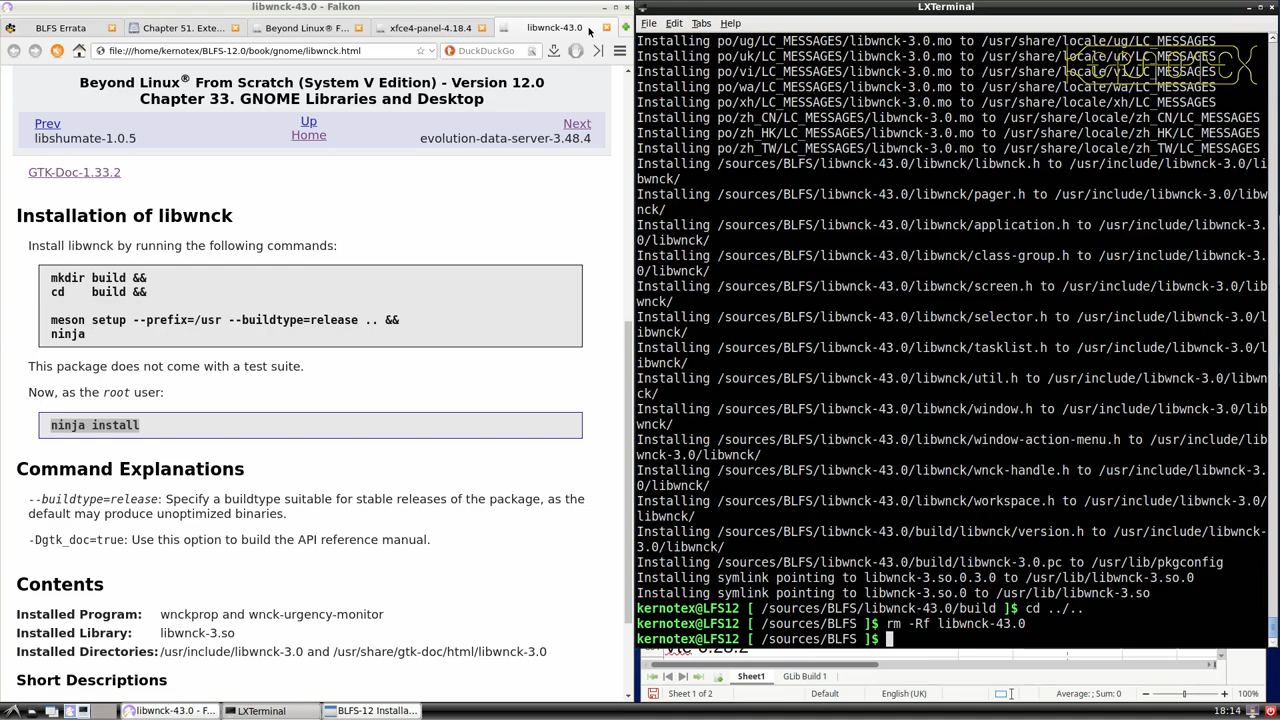 libwnck-43.0 - Falkon
BLFS Errata
Chapter 51. Gr
Beyond Linux® F...
xfce4-panel-4.18.4
libwnck-43.0
file:///home/kernotex/BLFS-12.0/book/gnome/libwnck.html
DuckDuckGo
Beyond Linux® From Scratch (System V Edition) - Version 12.0
Chapter 33. GNOME Libraries and Desktop
Prev
Up
Next
libshumate-1.0.5
Home
evolution-data-server-3.48.4
GTK-Doc-1.33.2
Installation of libwnck
Install libwnck by running the following commands:
mkdir build &&
cd    build &&
meson setup --prefix=/usr --buildtype=release .. &&
ninja
This package does not come with a test suite.
Now, as the root user:
ninja install
Command Explanations
--buildtype=release: Specify a buildtype suitable for stable releases of the package, as the
default may produce unoptimized binaries.
-Dgtk_doc=true: Use this option to build the API reference manual.
Contents
Installed Program: wnckprop and wnck-urgency-monitor
Installed Library: libwnck-3.so
Installed Directories:/usr/include/libwnck-3.0 and /usr/share/gtk-doc/html/libwnck-3.0
Short Descriptions
LXTerminal
File Edit Tabs Help
Installing po/ug/LC_MESSAGES/libwnck-3.0.mo to /usr/share/locale/ug/LC_MESSAGES
Installing po/uk/LC_MESSAGES/libwnck-3.0.mo to /usr/share/locale/uk/LC_MESSAGES
Installing po/vi/LC_MESSAGES/libwnck-3.0.mo to /usr/share/locale/vi/LC_MESSAGES
Installing po/wa/LC_MESSAGES/libwnck-3.0.mo to /usr/share/locale/wa/LC_MESSAGES
Installing po/xh/LC_MESSAGES/libwnck-3.0.mo to /usr/share/locale/xh/LC_MESSAGES
Installing po/zh_CN/LC_MESSAGES/libwnck-3.0.mo to /usr/share/locale/zh_CN/LC_MESSAGES
Installing po/zh_HK/LC_MESSAGES/libwnck-3.0.mo to /usr/share/locale/zh_HK/LC_MESSAGES
Installing po/zh_TW/LC_MESSAGES/libwnck-3.0.mo to /usr/share/locale/zh_TW/LC_MESSAGES
Installing /sources/BLFS/libwnck-43.0/libwnck/libwnck.h to /usr/include/libwnck-3.0/li
bwnck/
Installing /sources/BLFS/libwnck-43.0/libwnck/pager.h to /usr/include/libwnck-3.0/libw
nck/
Installing /sources/BLFS/libwnck-43.0/libwnck/application.h to /usr/include/libwnck-3.
0/libwnck/
Installing /sources/BLFS/libwnck-43.0/libwnck/class-group.h to /usr/include/libwnck-3.
0/libwnck/
Installing /sources/BLFS/libwnck-43.0/libwnck/screen.h to /usr/include/libwnck-3.0/lib
wnck/
Installing /sources/BLFS/libwnck-43.0/libwnck/selector.h to /usr/include/libwnck-3.0/l
ibwnck/
Installing /sources/BLFS/libwnck-43.0/libwnck/tasklist.h to /usr/include/libwnck-3.0/l
ibwnck/
Installing /sources/BLFS/libwnck-43.0/libwnck/util.h to /usr/include/libwnck-3.0/libwn
ck/
Installing /sources/BLFS/libwnck-43.0/libwnck/window.h to /usr/include/libwnck-3.0/lib
wnck/
Installing /sources/BLFS/libwnck-43.0/libwnck/window-action-menu.h to /usr/include/lib
wnck-3.0/libwnck/
Installing /sources/BLFS/libwnck-43.0/libwnck/wnck-handle.h to /usr/include/libwnck-3.
0/libwnck/
Installing /sources/BLFS/libwnck-43.0/libwnck/workspace.h to /usr/include/libwnck-3.0/
libwnck/
Installing /sources/BLFS/libwnck-43.0/build/libwnck/version.h to /usr/include/libwnck-
3.0/libwnck/
Installing /sources/BLFS/libwnck-43.0/build/libwnck-3.0.pc to /usr/lib/pkgconfig
Installing symlink pointing to libwnck-3.so.0.3.0 to /usr/lib/libwnck-3.so.0
Installing symlink pointing to libwnck-3.so.0 to /usr/lib/libwnck-3.so
kernotex@LFS12 [ /sources/BLFS/libwnck-43.0/build ]$ cd ../..
kernotex@LFS12 [ /sources/BLFS ]$ rm -Rf libwnck-43.0
kernotex@LFS12 [ /sources/BLFS ]$
Kernotex
vte 0.28.2
Sheet1
GLib Build 1
Sheet 1 of 2
Default
English (UK)
Average: ; Sum: 0
100%
libwnck-43.0 - F...
LXTerminal
BLFS-12 Installa...
18:14